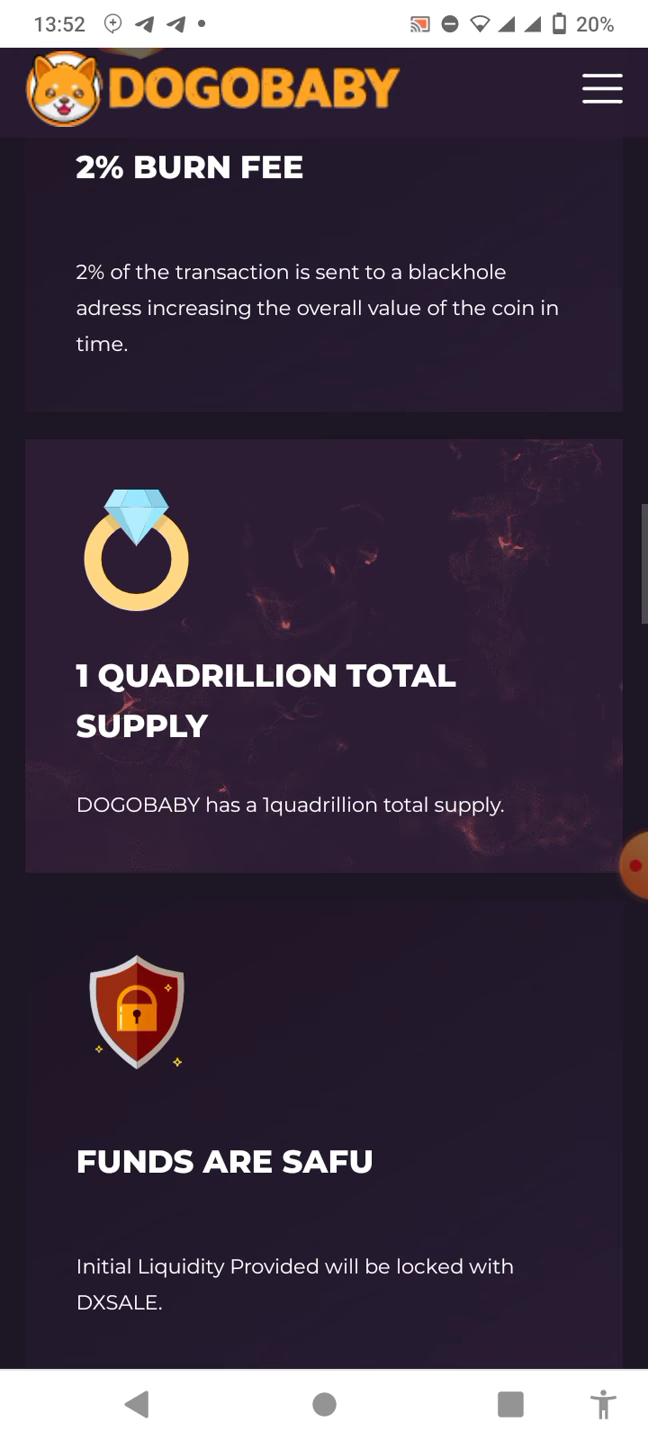 13:52
20%
DOGOBABY
2% BURN FEE
2% of the transaction is sent to a blackhole
adress increasing the overall value of the coin in
time.
1 QUADRILLION TOTAL
SUPPLY
DOGOBABY has a 1quadrillion total supply.
FUNDS ARE SAFU
Initial Liquidity Provided will be locked with
DXSALE.